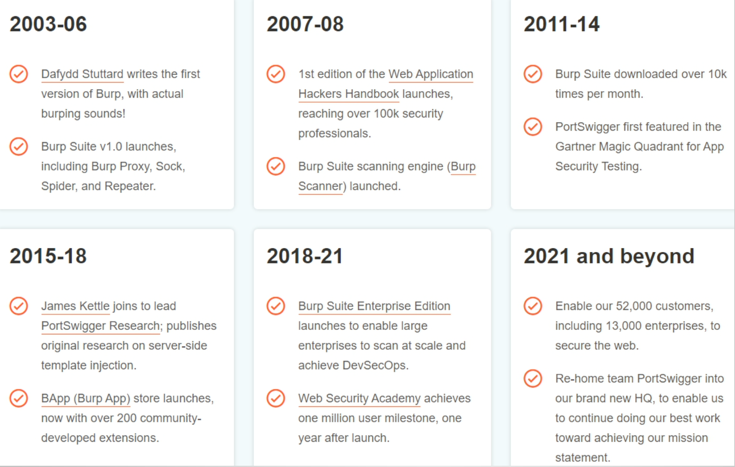 2003-06
Dafydd Stuttard writes the first
version of Burp, with actual
burping sounds!
Burp Suite v1.0 launches,
including Burp Proxy, Sock,
Spider, and Repeater.
2007-08
1st edition of the Web Application
Hackers Handbook launches,
reaching over 100k security
professionals.
Burp Suite scanning engine (Burp
Scanner) launched.
2011-14
Burp Suite downloaded over 10k
times per month.
PortSwigger first featured in the
Gartner Magic Quadrant for App
Security Testing.
2015-18
James Kettle joins to lead
PortSwigger Research; publishes
original research on server-side
template injection.
BApp (Burp App) store launches,
now with over 200 community-
developed extensions.
2018-21
Burp Suite Enterprise Edition
launches to enable large
enterprises to scan at scale and
achieve DevSecOps.
Web Security Academy achieves
one million user milestone, one
year after launch.
2021 and beyond
Enable our 52,000 customers,
including 13,000 enterprises, to
secure the web.
Re-home team PortSwigger into
our brand new HQ, to enable us
to continue doing our best work
toward achieving our mission
statement.